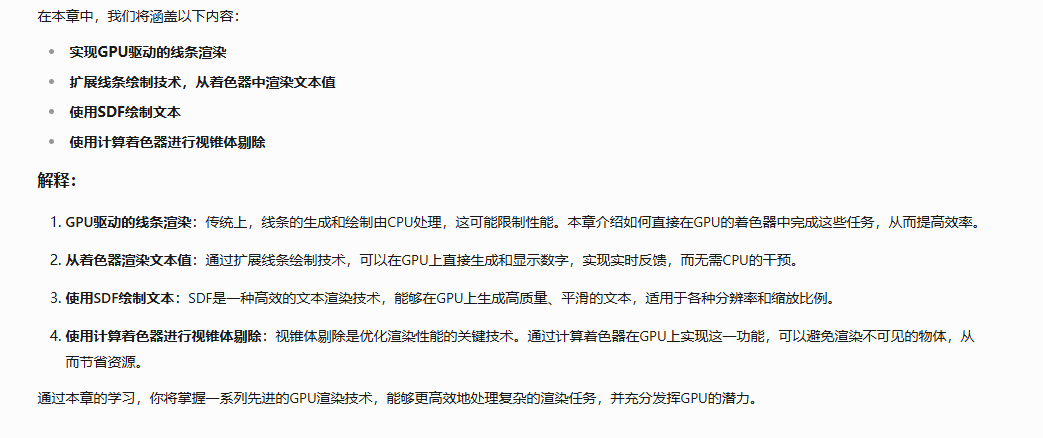 在本章中，我们将涵盖以下内容：
实现GPU驱动的线条渲染
扩展线条绘制技术，从着色器中渲染文本值
使用SDF绘制文本
使用计算着色器进行视锥体剔除
解释：
1. GPU驱动的线条渲染：传统上，线条的生成和绘制由CPU处理，这可能限制性能。本章介绍如何直接在GPU的着色器中完成这些任务，从而提高效率。
2. 从着色器渲染文本值：通过扩展线条绘制技术，可以在GPU上直接生成和显示数字，实现实时反馈，而无需CPU的干预。
3. 使用SDF绘制文本：SDF是一种高效的文本渲染技术，能够在GPU上生成高质量、平滑的文本，适用于各种分辨率和缩放比例。
4. 使用计算着色器进行视锥体剔除：视锥体剔除是优化渲染性能的关键技术。通过计算着色器在GPU上实现这一功能，可以避免渲染不可见的物体，从
而节省资源。
通过本章的学习，你将掌握一系列先进的GPU渲染技术，能够更高效地处理复杂的渲染任务，并充分发挥GPU的潜力。